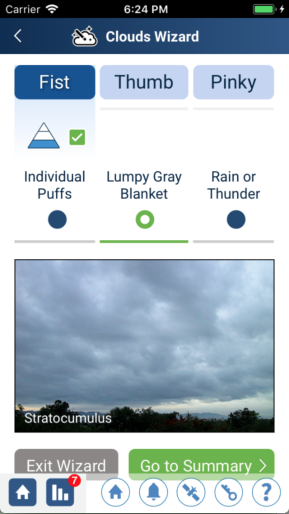 Carrier 6:24 PM
Clouds Wizard
Fist Thumb Pinky
Individual Puffs
Lumpy Gray Blanket
Rain or Thunder
Stratocumulus
Exit Wizard Go to Summary
7
?